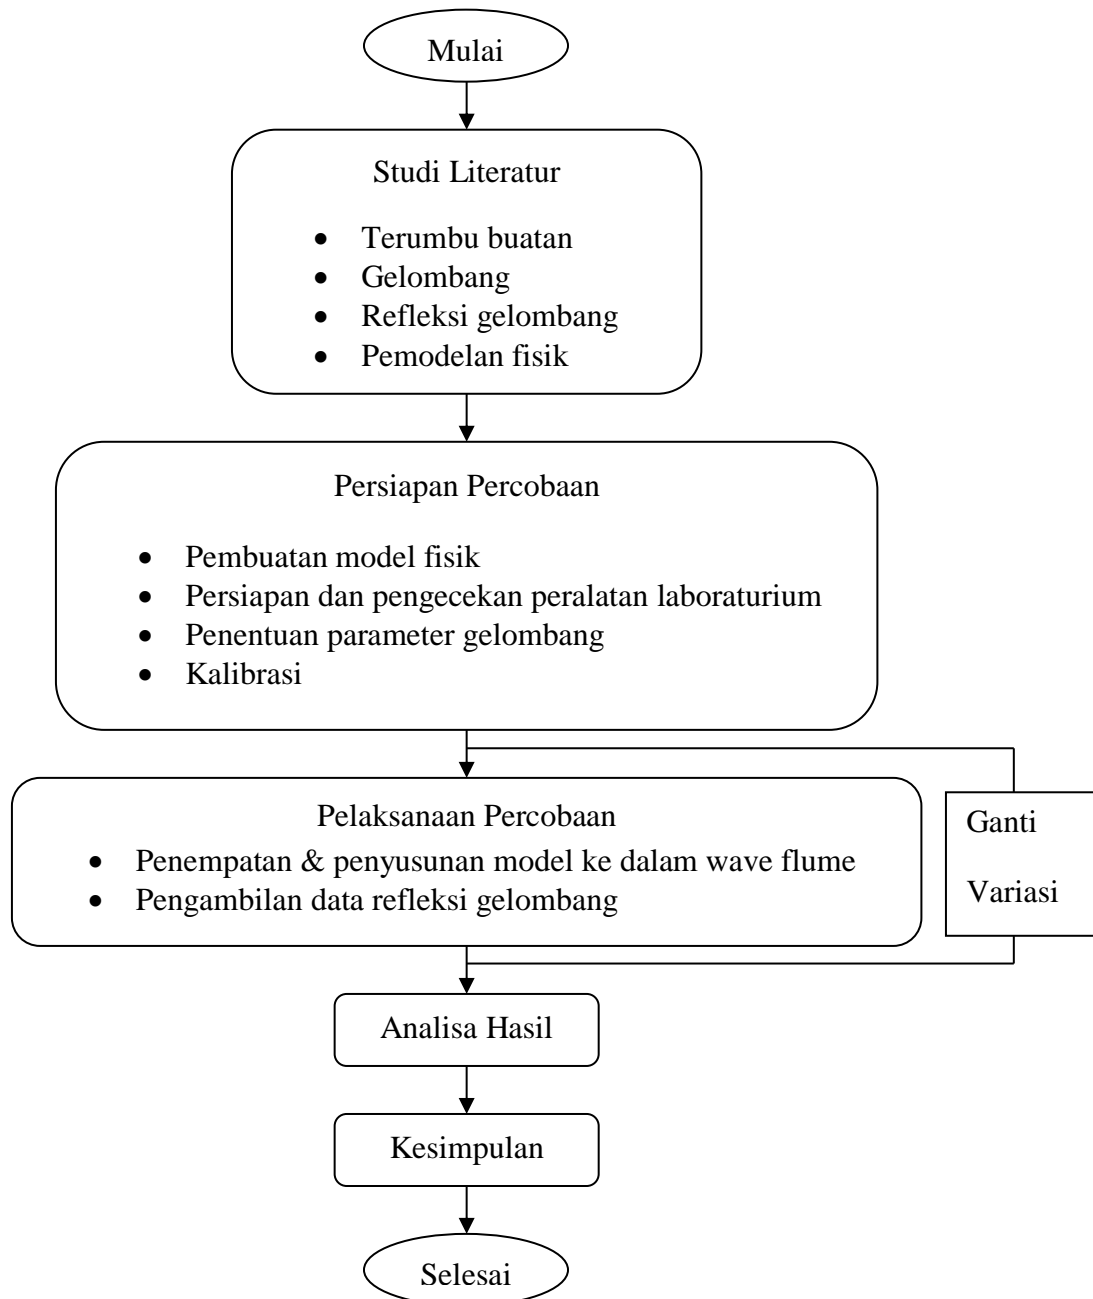 Mulai
Studi Literatur
• Terumbu buatan
• Gelombang
• Refleksi gelombang
• Pemodelan fisik
Persiapan Percobaan
• Pembuatan model fisik
• Persiapan dan pengecekan peralatan laboraturium
• Penentuan parameter gelombang
• Kalibrasi
Pelaksanaan Percobaan
• Penempatan & penyusunan model ke dalam wave flume
• Pengambilan data refleksi gelombang
Ganti
Variasi
Analisa Hasil
Kesimpulan
Selesai